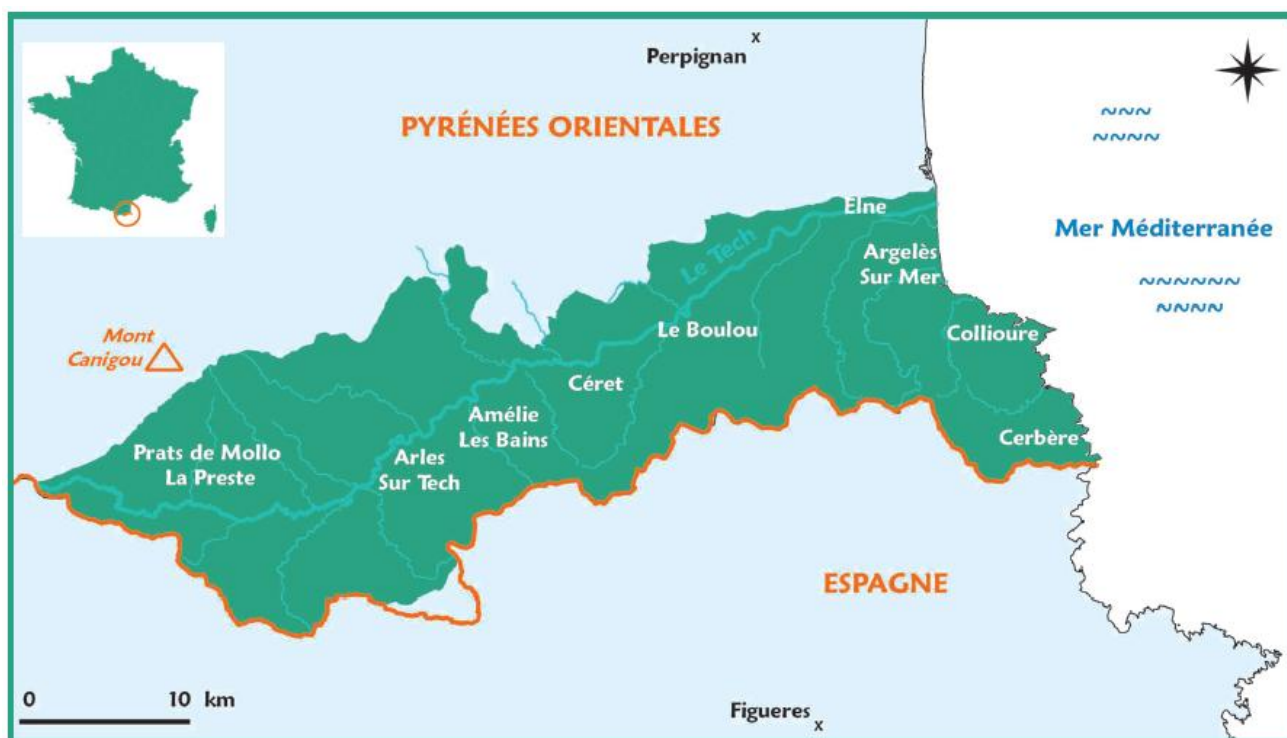 Perpignan x
PYRÉNÉES ORIENTALES
Elne
Mer Méditerranée
Le Tech
Argelès
Sur Mer
Mont
Canigou
Le Boulou
Collioure
Céret
Amélie
Les Bains
Cerbère
Prats de Mollo
La Preste
Arles
Sur Tech
ESPAGNE
0 10 km
Figueres x